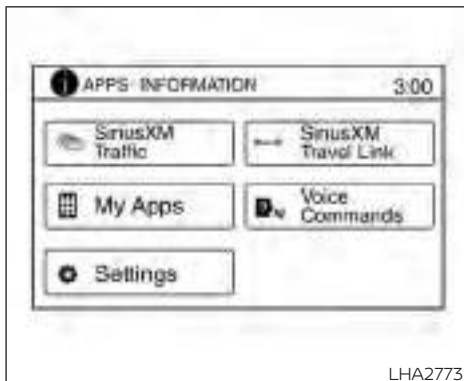 i APPS·INFORMATION 3:00
SiriusXM
Traffic
SiriusXM
Travel Link
My Apps
Voice
Commands
Settings
LHA2773